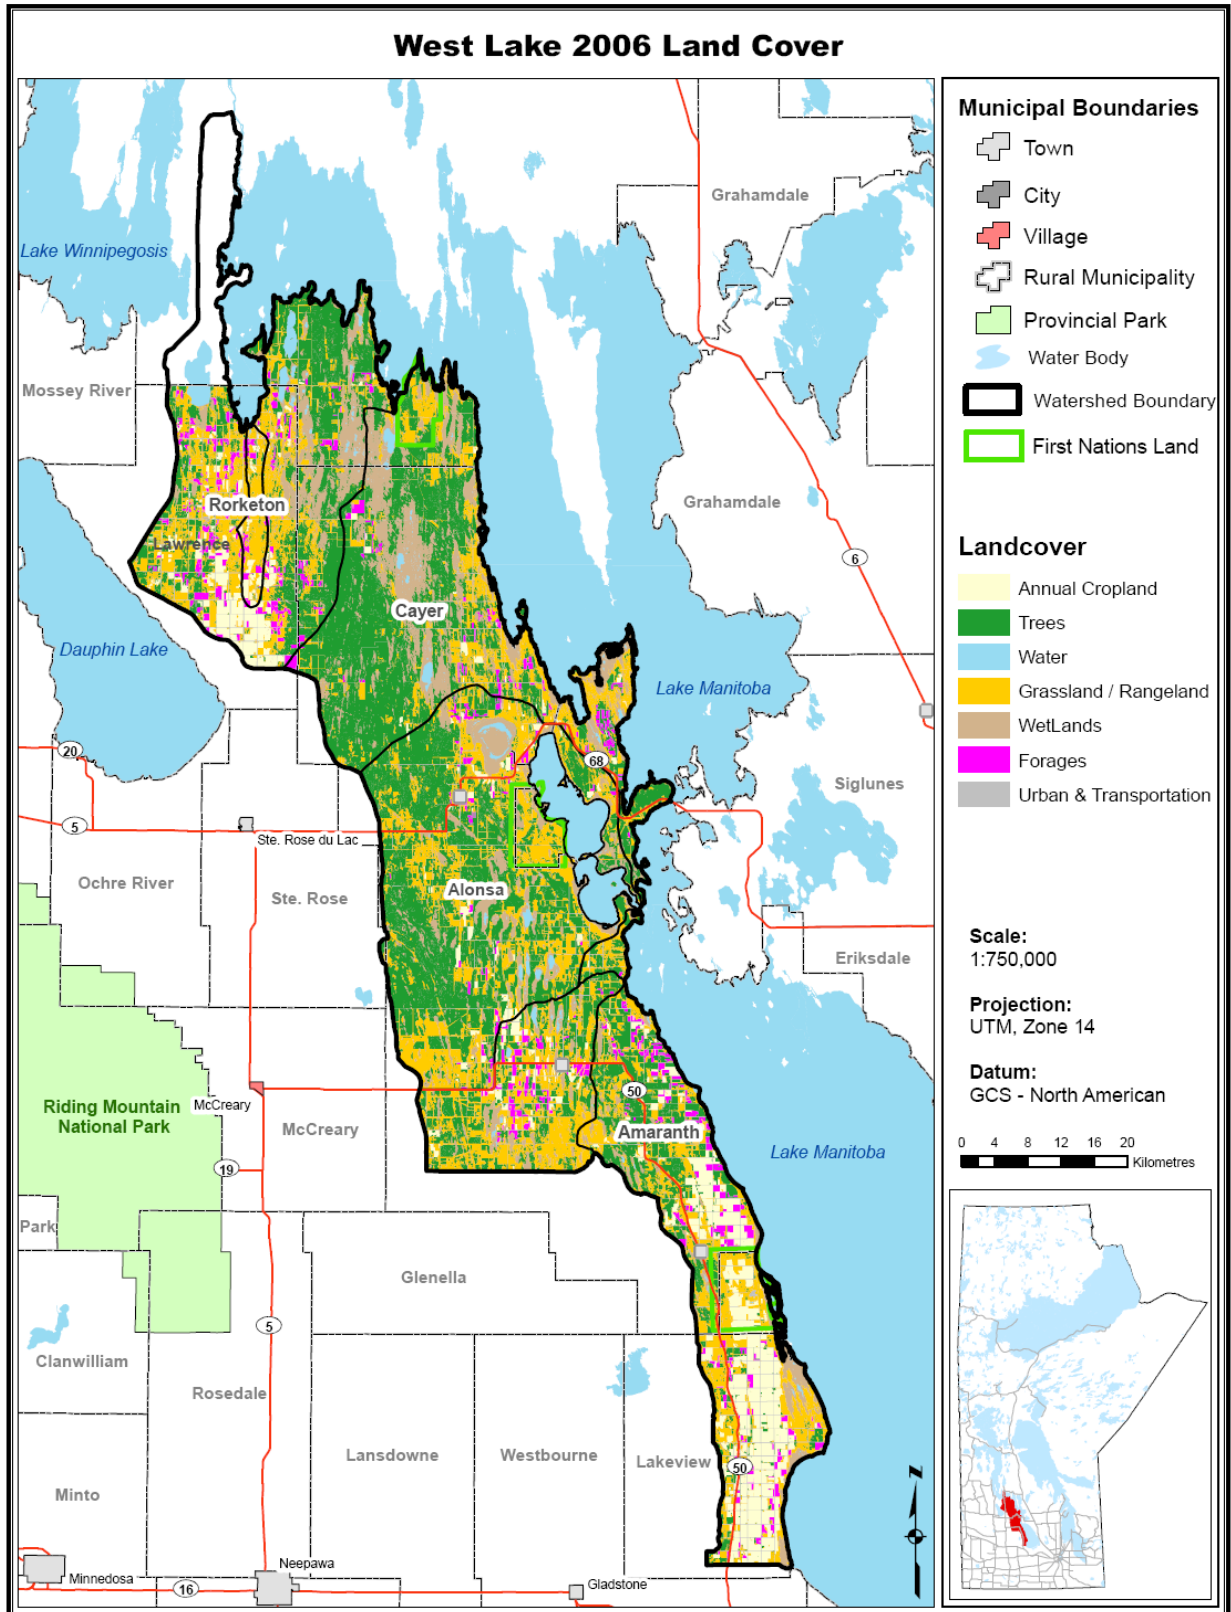 West Lake 2006 Land Cover
Lake Winnipegosis
Grahamdale
Mossey River
Rorketon
Lawrence
Grahamdale
6
Cayer
Dauphin Lake
Lake Manitoba
20
68
Siglunes
5
Ste. Rose du Lac
Ochre River
Ste. Rose
Alonsa
Eriksdale
Riding Mountain
National Park
McCreary
McCreary
50
Amaranth
Lake Manitoba
19
Park
Glenella
5
Clanwilliam
Rosedale
Lansdowne
Westbourne
Lakeview
50
Minto
N
Minnedosa
Neepawa
16
Gladstone
Municipal Boundaries
Town
City
Village
Rural Municipality
Provincial Park
Water Body
Watershed Boundary
First Nations Land
Landcover
Annual Cropland
Trees
Water
Grassland / Rangeland
WetLands
Forages
Urban & Transportation
Scale:
1:750,000
Projection:
UTM, Zone 14
Datum:
GCS - North American
0 4 8 12 16 20
Kilometres